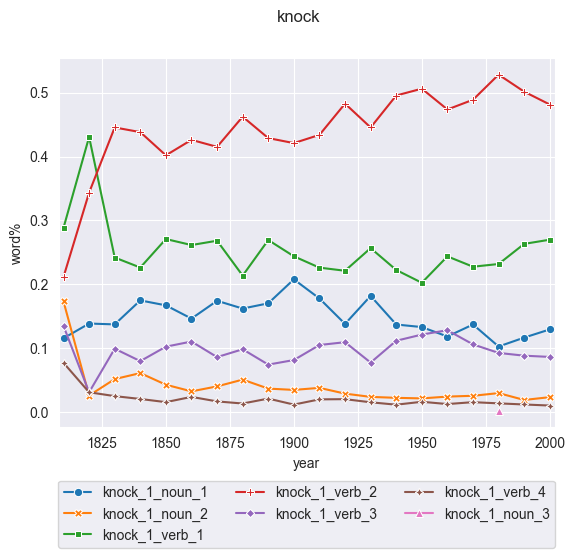 knock
0.5
0.4
0.3
0.2
0.1
0.0
word%
1825 1850 1875 1900 1925 1950 1975 2000
year
knock_1_noun_1 knock_1_verb_2 knock_1_verb_4
knock_1_noun_2 knock_1_verb_3 knock_1_noun_3
knock_1_verb_1